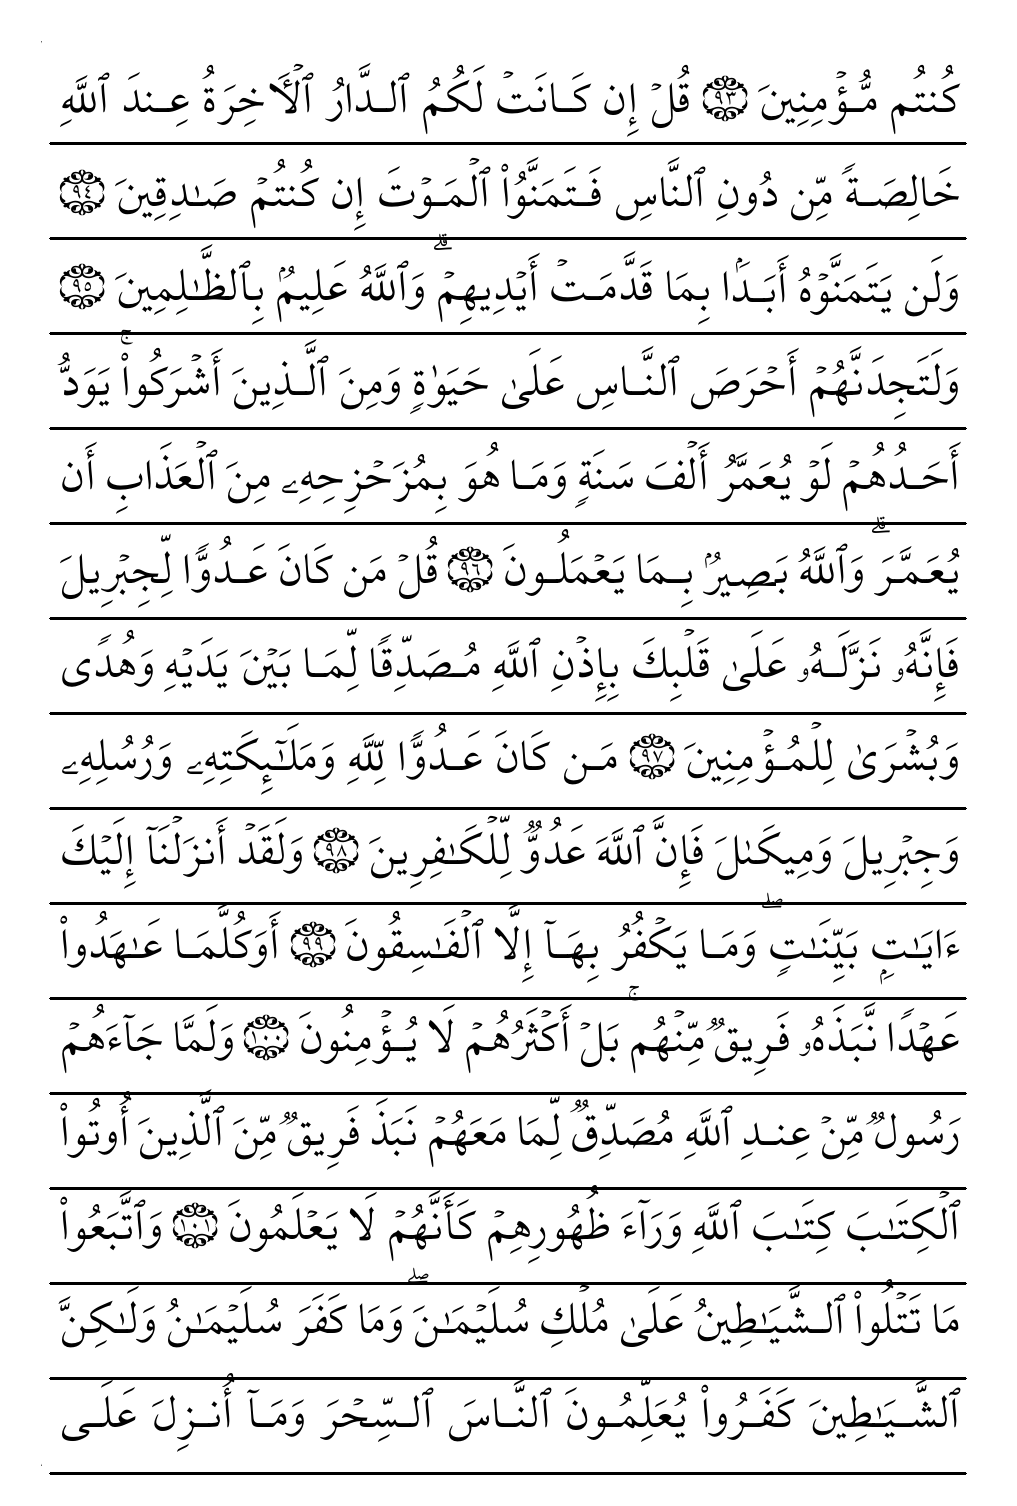 كُنتُم مُّؤۡمِنِينَ ٩٣ قُلۡ إِن كَانَتۡ لَكُمُ ٱلدَّارُ ٱلۡأٓخِرَةُ عِندَ ٱللَّهِ
خَالِصَةٗ مِّن دُونِ ٱلنَّاسِ فَتَمَنَّوُاْ ٱلۡمَوۡتَ إِن كُنتُمۡ صَٰدِقِينَ ٩٤
وَلَن يَتَمَنَّوۡهُ أَبَدَۢا بِمَا قَدَّمَتۡ أَيۡدِيهِمۡۚ وَٱللَّهُ عَلِيمُۢ بِٱلظَّٰلِمِينَ ٩٥
وَلَتَجِدَنَّهُمۡ أَحۡرَصَ ٱلنَّاسِ عَلَىٰ حَيَوٰةٖ وَمِنَ ٱلَّذِينَ أَشۡرَكُواْۚ يَوَدُّ
أَحَدُهُمۡ لَوۡ يُعَمَّرُ أَلۡفَ سَنَةٖ وَمَا هُوَ بِمُزَحۡزِحِهِۦ مِنَ ٱلۡعَذَابِ أَن
يُعَمَّرَۗ وَٱللَّهُ بَصِيرُۢ بِمَا يَعۡمَلُونَ ٩٦ قُلۡ مَن كَانَ عَدُوّٗا لِّجِبۡرِيلَ
فَإِنَّهُۥ نَزَّلَهُۥ عَلَىٰ قَلۡبِكَ بِإِذۡنِ ٱللَّهِ مُصَدِّقٗا لِّمَا بَيۡنَ يَدَيۡهِ وَهُدٗى
وَبُشۡرَىٰ لِلۡمُؤۡمِنِينَ ٩٧ مَن كَانَ عَدُوّٗا لِّلَّهِ وَمَلَٰٓئِكَتِهِۦ وَرُسُلِهِۦ
وَجِبۡرِيلَ وَمِيكَىٰلَ فَإِنَّ ٱللَّهَ عَدُوّٞ لِّلۡكَٰفِرِينَ ٩٨ وَلَقَدۡ أَنزَلۡنَآ إِلَيۡكَ
ءَايَٰتِۭ بَيِّنَٰتٖۖ وَمَا يَكۡفُرُ بِهَآ إِلَّا ٱلۡفَٰسِقُونَ ٩٩ أَوَكُلَّمَا عَٰهَدُواْ
عَهۡدٗا نَّبَذَهُۥ فَرِيقٞ مِّنۡهُمۚ بَلۡ أَكۡثَرُهُمۡ لَا يُؤۡمِنُونَ ١٠٠ وَلَمَّا جَآءَهُمۡ
رَسُولٞ مِّنۡ عِندِ ٱللَّهِ مُصَدِّقٞ لِّمَا مَعَهُمۡ نَبَذَ فَرِيقٞ مِّنَ ٱلَّذِينَ أُوتُواْ
ٱلۡكِتَٰبَ كِتَٰبَ ٱللَّهِ وَرَآءَ ظُهُورِهِمۡ كَأَنَّهُمۡ لَا يَعۡلَمُونَ ١٠١ وَٱتَّبَعُواْ
مَا تَتۡلُواْ ٱلشَّيَٰطِينُ عَلَىٰ مُلۡكِ سُلَيۡمَٰنَۖ وَمَا كَفَرَ سُلَيۡمَٰنُ وَلَٰكِنَّ
ٱلشَّيَٰطِينَ كَفَرُواْ يُعَلِّمُونَ ٱلنَّاسَ ٱلسِّحۡرَ وَمَآ أُنزِلَ عَلَى